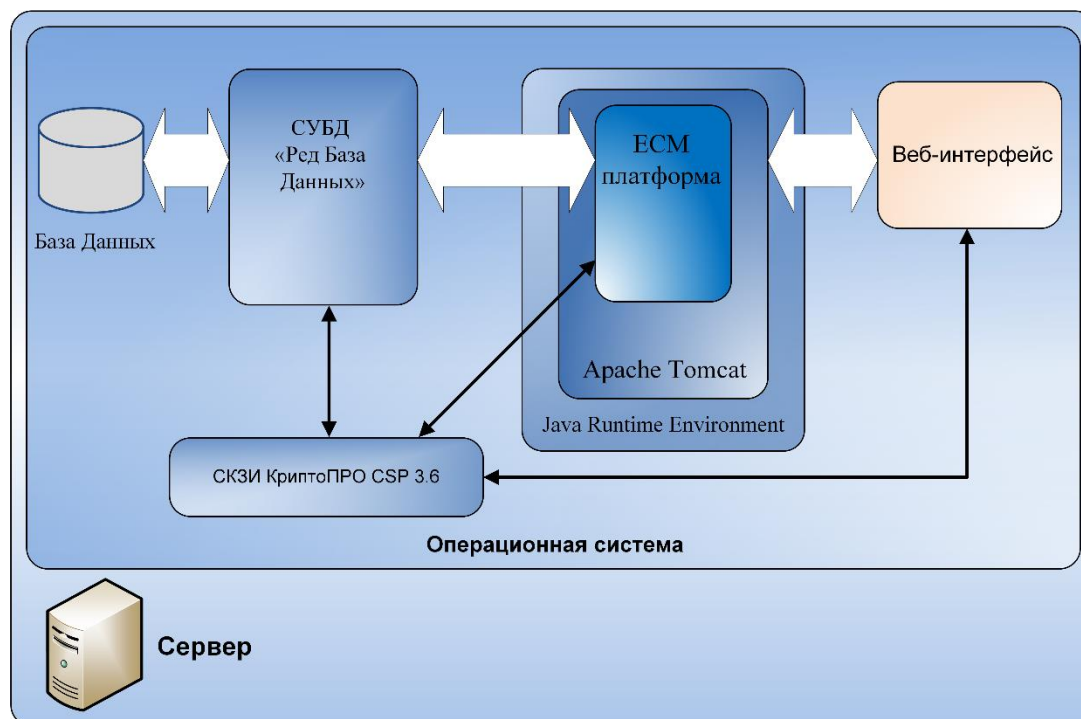 База Данных
СУБД
«Ред База
Данных»
ECM
платформа
Apache Tomcat
Java Runtime Environment
Веб-интерфейс
СКЗИ КриптоПРО CSP 3.6
Операционная система
Сервер